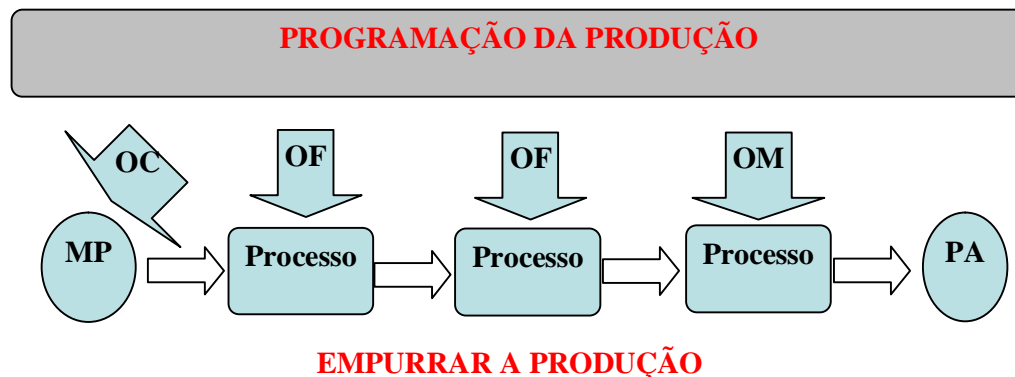 PROGRAMAÇÃO DA PRODUÇÃO
OC
OF
OF
OM
MP
Processo
Processo
Processo
PA
EMPURRAR A PRODUÇÃO